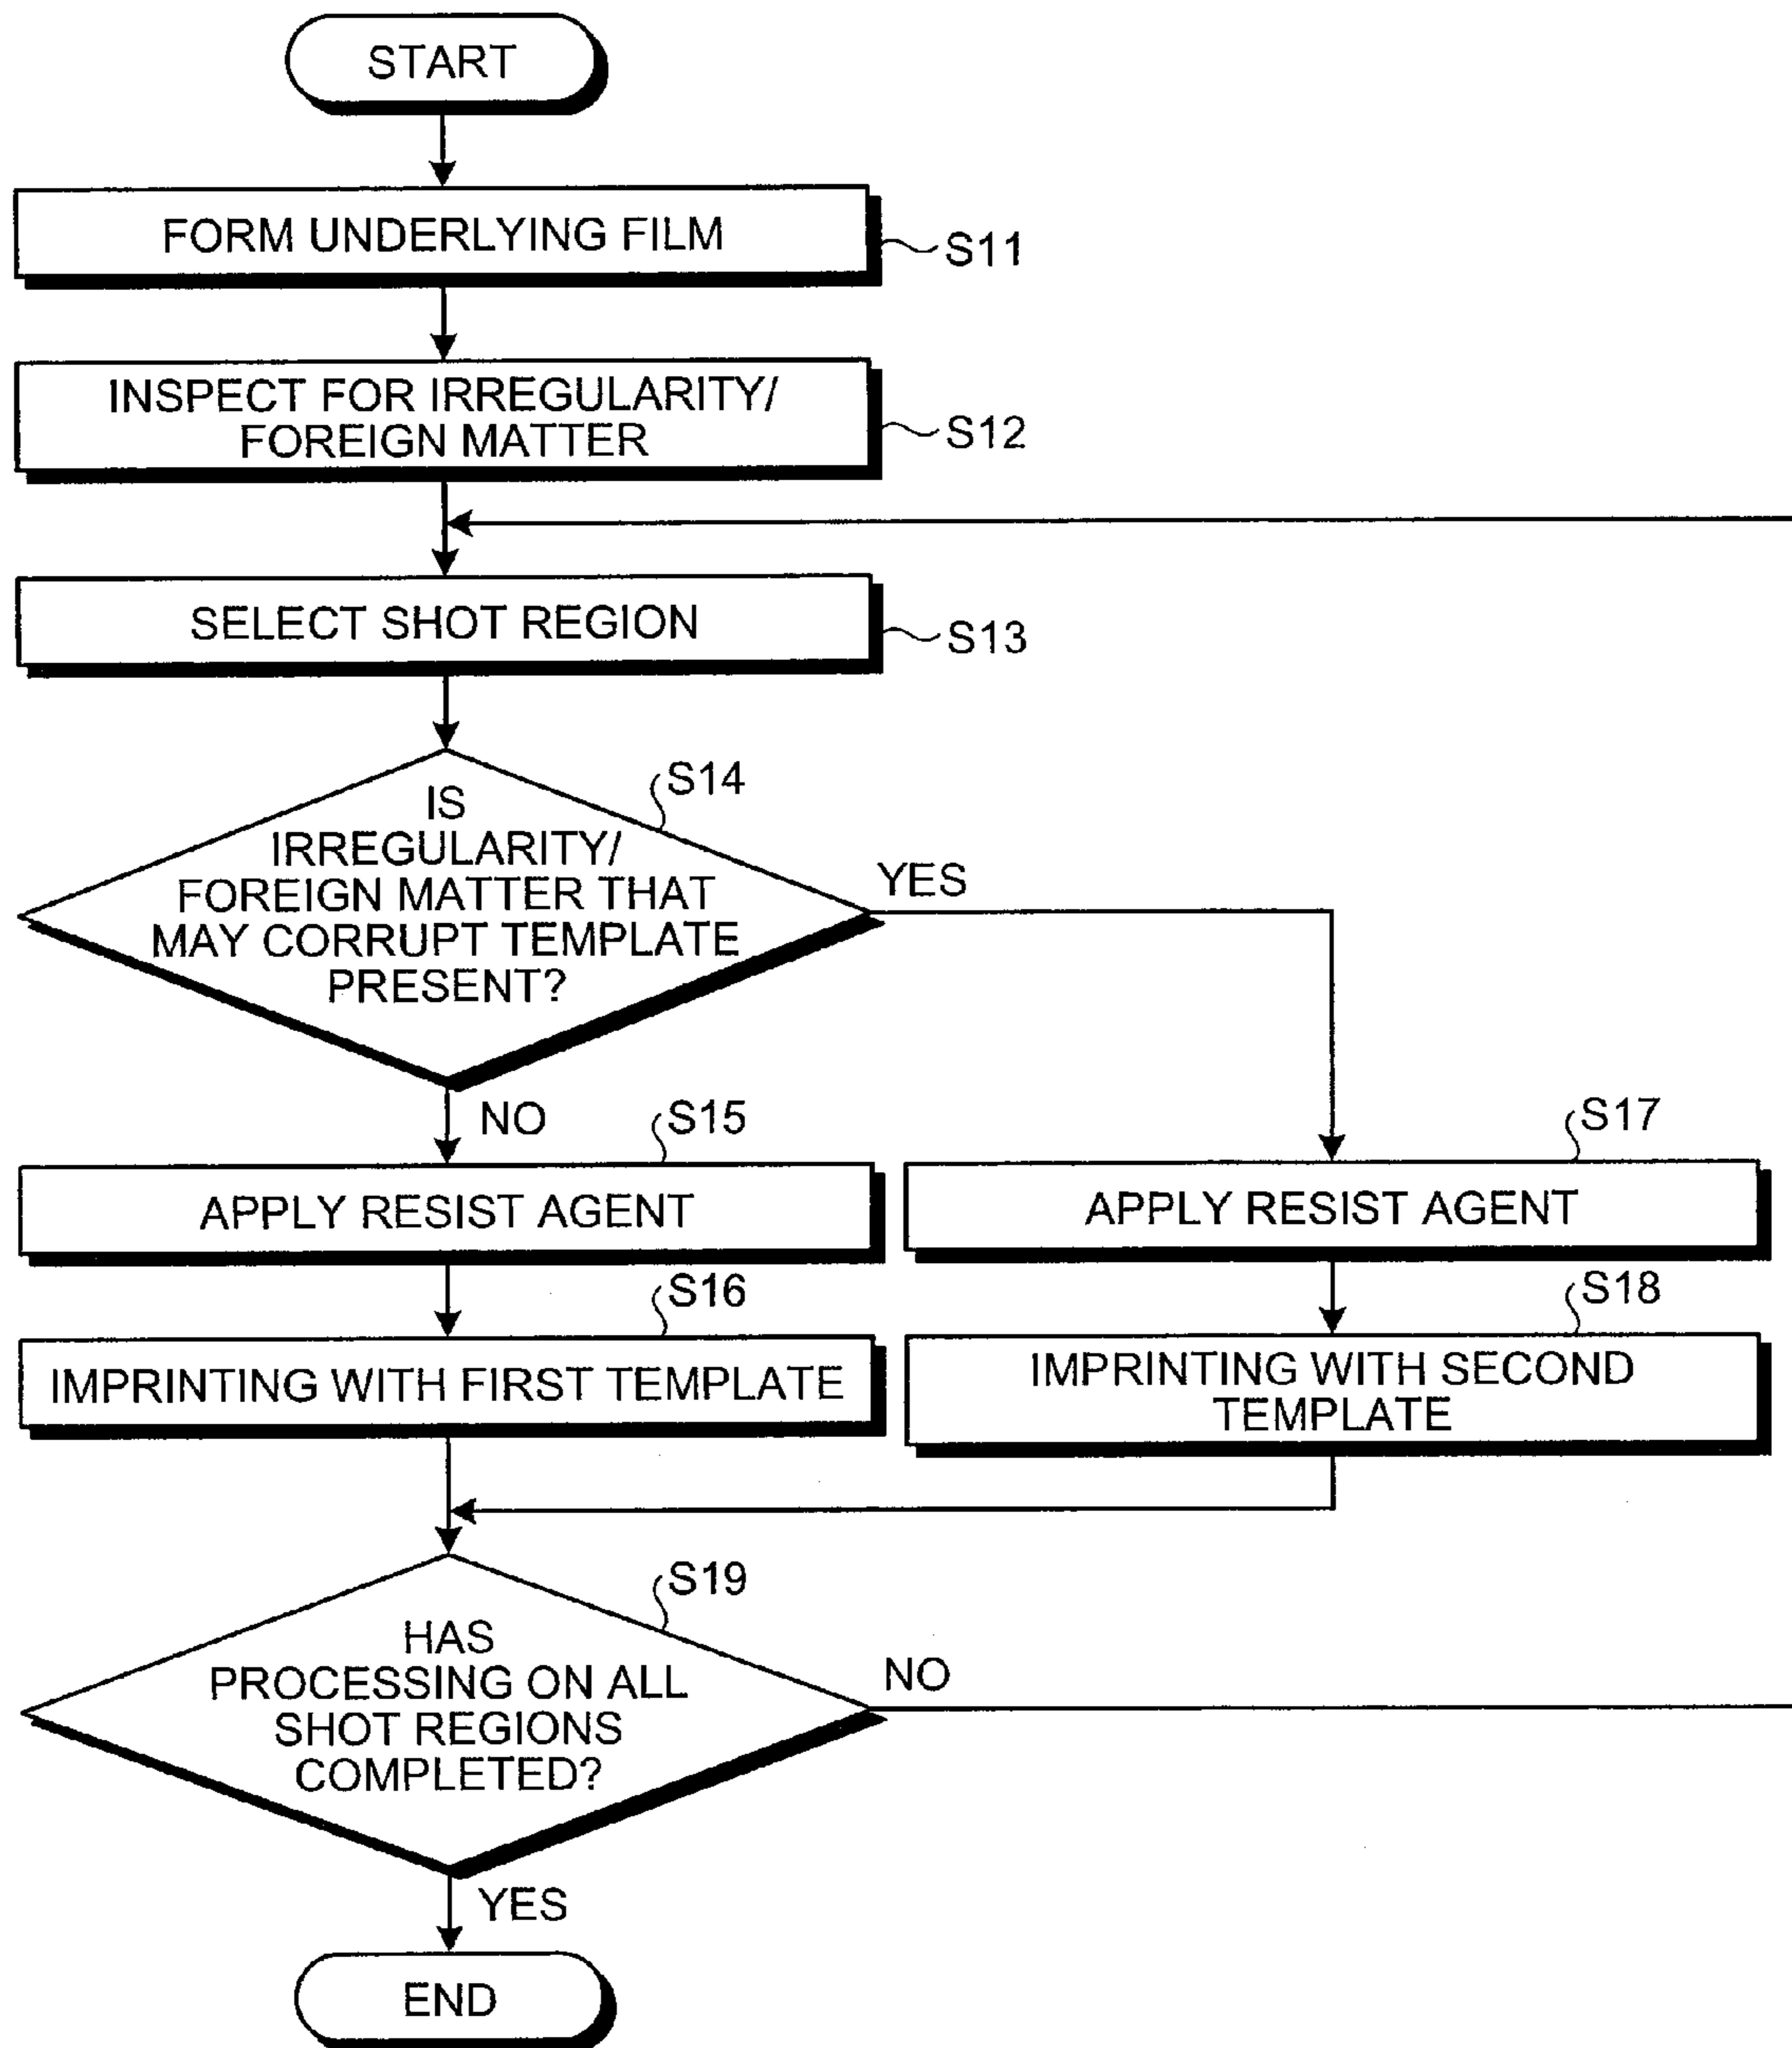 START
FORM UNDERLYING FILM
S11
INSPECT FOR IRREGULARITY/
FOREIGN MATTER
S12
SELECT SHOT REGION
S13
S14
IS
IRREGULARITY/
FOREIGN MATTER THAT
MAY CORRUPT TEMPLATE
PRESENT?
YES
NO
S15
APPLY RESIST AGENT
S17
APPLY RESIST AGENT
S16
IMPRINTING WITH FIRST TEMPLATE
S18
IMPRINTING WITH SECOND
TEMPLATE
S19
HAS
PROCESSING ON ALL
SHOT REGIONS
COMPLETED?
NO
YES
END